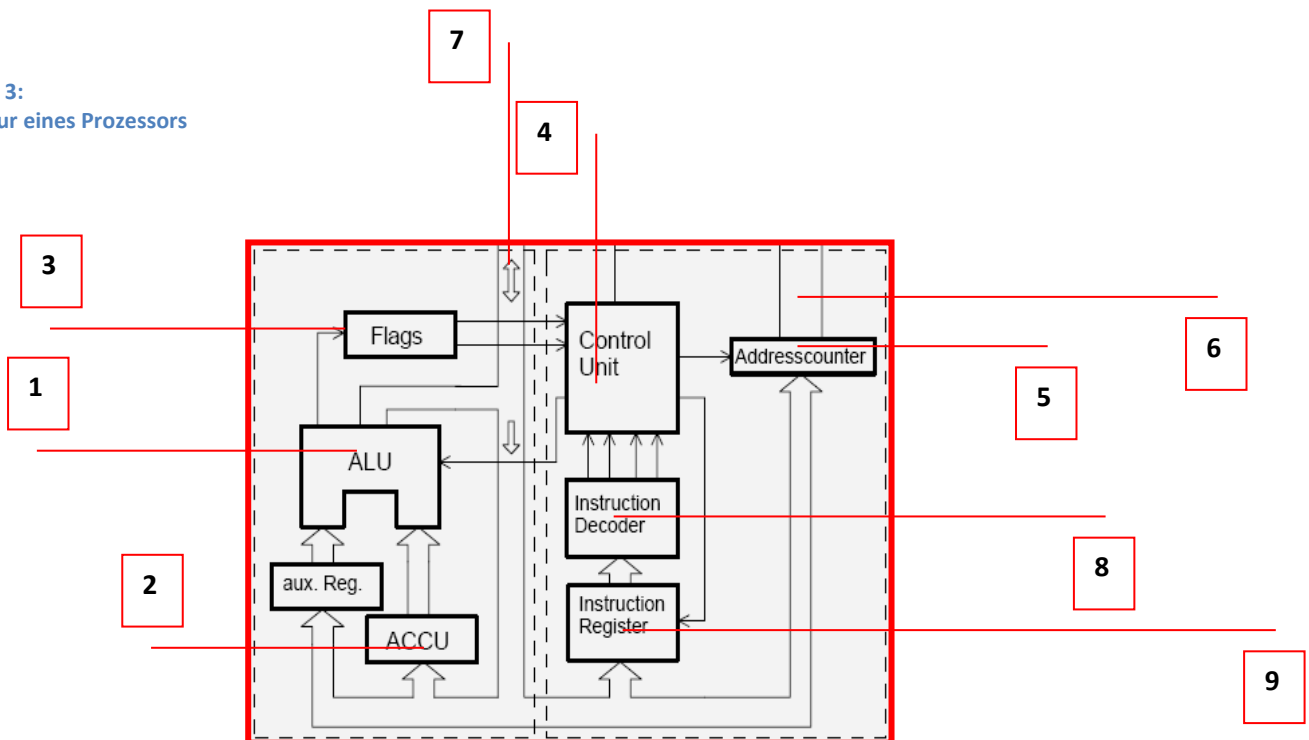 7
3:
ur eines Prozessors
4
3
Flags
Control
Unit
Addresscounter
6
1
5
ALU
Instruction
Decoder
aux. Reg.
2
8
Instruction
Register
ACCU
9